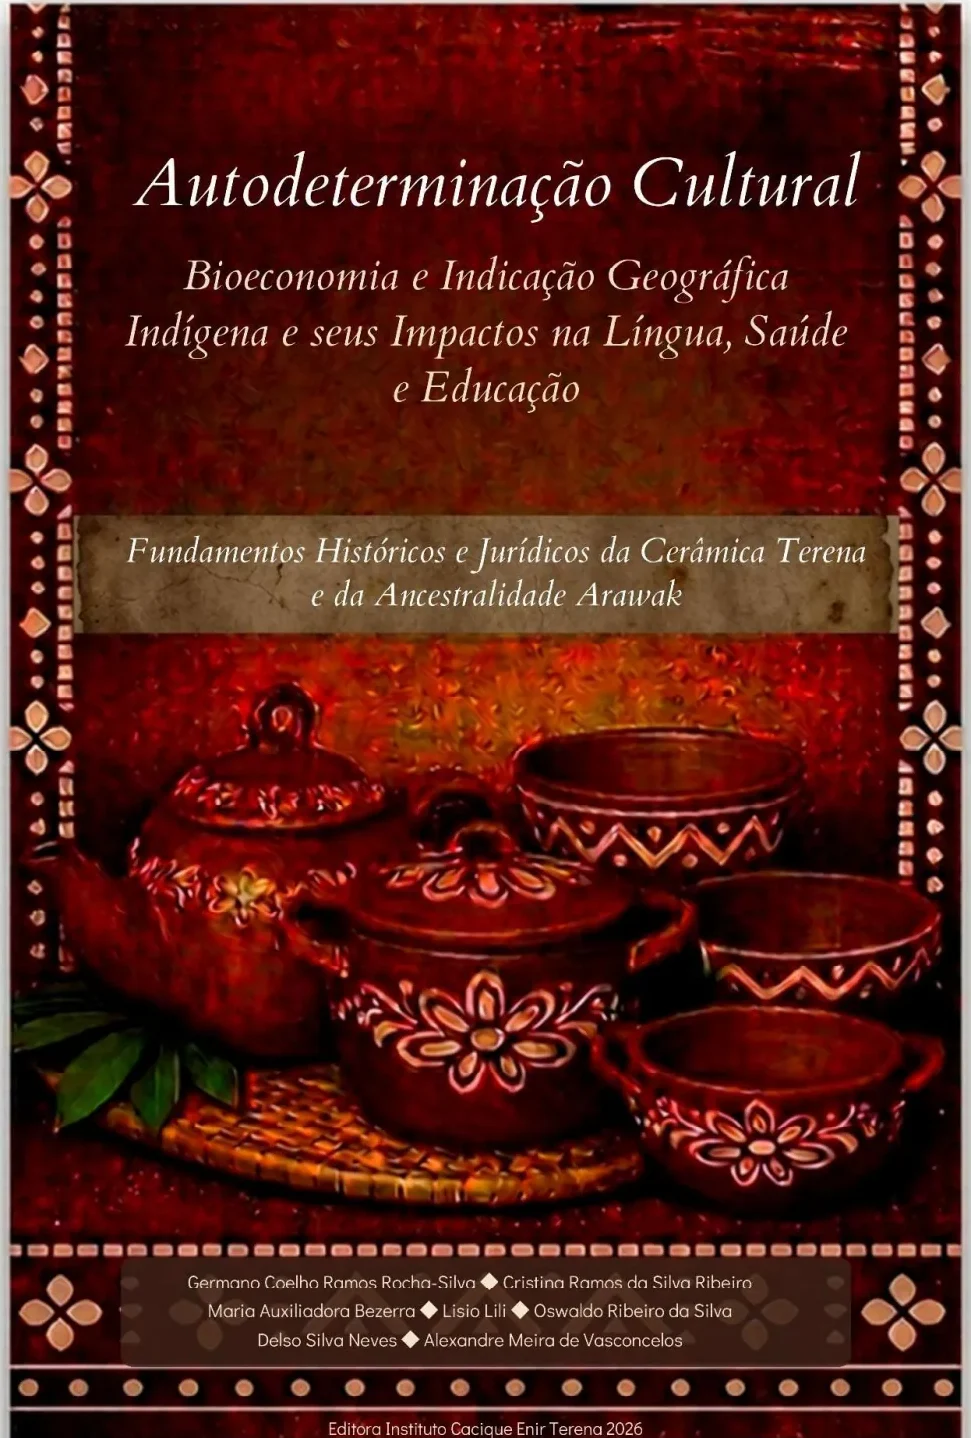 Autodeterminação Cultural
Bioeconomia e Indicação Geográfica
Indígena e seus Impactos na Língua, Saúde
e Educação
Fundamentos Históricos e Jurídicos da Cerâmica Terena
e da Ancestralidade Arawak
Germano Coelho Ramos Rocha-Silva ◆ Cristina Ramos da Silva Ribeiro
Maria Auxiliadora Bezerra ◆ Lisio Lili ◆ Oswaldo Ribeiro da Silva
Delso Silva Neves ◆ Alexandre Meira de Vasconcelos
Editora Instituto Cacique Enir Terena 2026